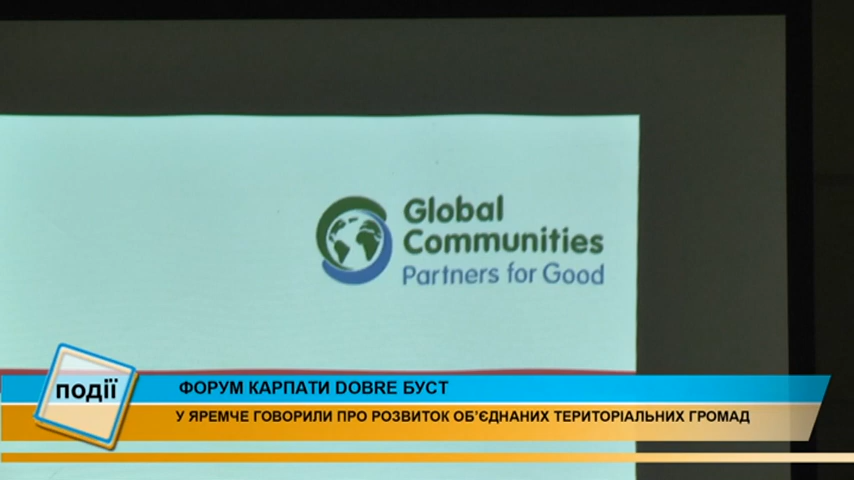 Global
Communities
Partners for Good
події
ФОРУМ КАРПАТИ DOBRE БУСТ
У ЯРЕМЧЕ ГОВОРИЛИ ПРО РОЗВИТОК ОБ'ЄДНАНИХ ТЕРИТОРІАЛЬНИХ ГРОМАД